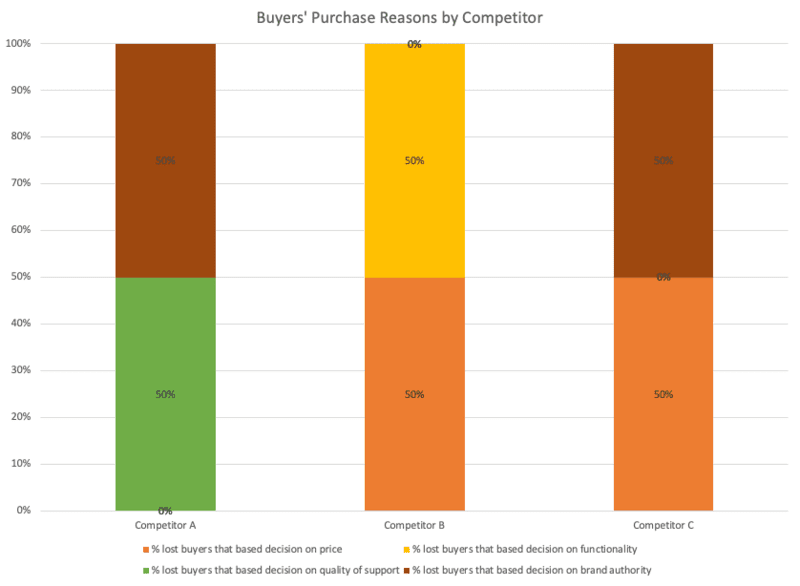 Buyers' Purchase Reasons by Competitor
100%
90%
80%
70%
60%
50%
40%
30%
20%
10%
0%
50%
50%
0%
0%
50%
50%
50%
0%
50%
Competitor A
Competitor B
Competitor C
% lost buyers that based decision on price
% lost buyers that based decision on functionality
% lost buyers that based decision on quality of support
% lost buyers that based decision on brand authority